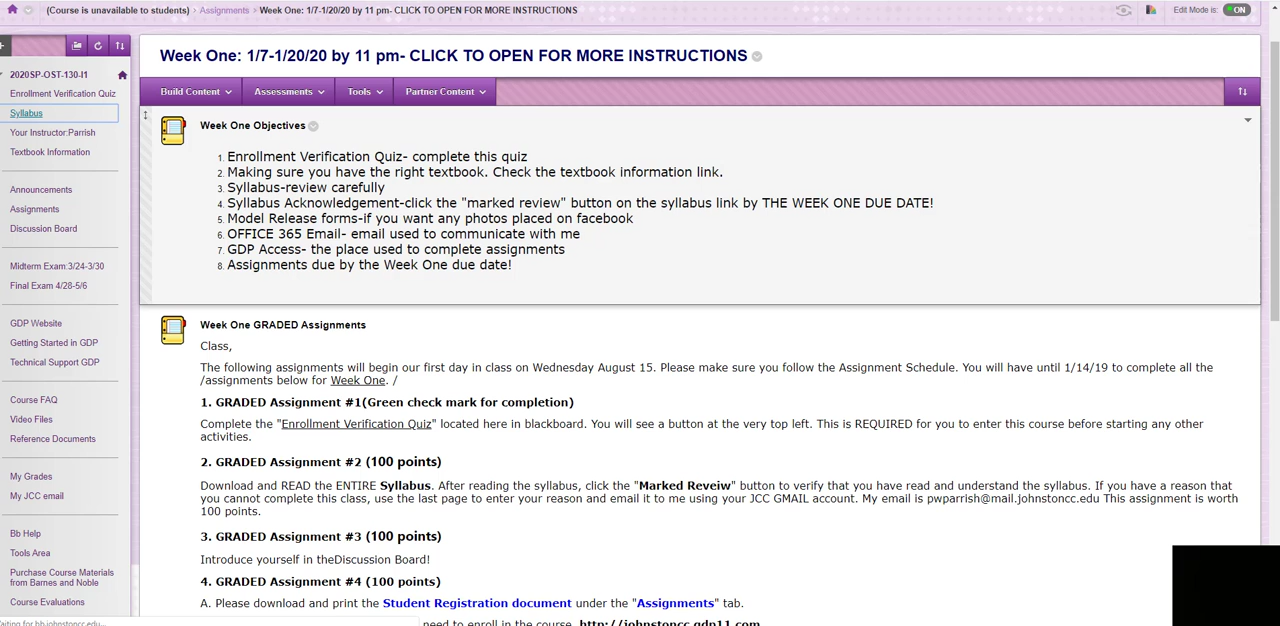 (Course is unavailable to students) > Assignments > Week One: 1/7-1/20/20 by 11 pm- CLICK TO OPEN FOR MORE INSTRUCTIONS
Edit Mode is: ON
2020SP-OST-130-I1
Enrollment Verification Quiz
Syllabus
Your Instructor:Parrish
Textbook Information
Announcements
Assignments
Discussion Board
Midterm Exam:3/24-3/30
Final Exam 4/28-5/6
GDP Website
Getting Started in GDP
Technical Support GDP
Course FAQ
Video Files
Reference Documents
My Grades
My JCC email
Bb Help
Tools Area
Purchase Course Materials
from Barnes and Noble
Course Evaluations
Week One: 1/7-1/20/20 by 11 pm- CLICK TO OPEN FOR MORE INSTRUCTIONS
Build Content Assessments Tools Partner Content
Week One Objectives
1. Enrollment Verification Quiz- complete this quiz
2. Making sure you have the right textbook. Check the textbook information link.
3. Syllabus-review carefully
4. Syllabus Acknowledgement-click the "marked review" button on the syllabus link by THE WEEK ONE DUE DATE!
5. Model Release forms-if you want any photos placed on facebook
6. OFFICE 365 Email- email used to communicate with me
7. GDP Access- the place used to complete assignments
8. Assignments due by the Week One due date!
Week One GRADED Assignments
Class,
The following assignments will begin our first day in class on Wednesday August 15. Please make sure you follow the Assignment Schedule. You will have until 1/14/19 to complete all the
/assignments below for Week One. /
1. GRADED Assignment #1(Green check mark for completion)
Complete the "Enrollment Verification Quiz" located here in blackboard. You will see a button at the very top left. This is REQUIRED for you to enter this course before starting any other
activities.
2. GRADED Assignment #2 (100 points)
Download and READ the ENTIRE Syllabus. After reading the syllabus, click the "Marked Reveiw" button to verify that you have read and understand the syllabus. If you have a reason that
you cannot complete this class, use the last page to enter your reason and email it to me using your JCC GMAIL account. My email is pwparrish@mail.johnstoncc.edu This assignment is worth
100 points.
3. GRADED Assignment #3 (100 points)
Introduce yourself in theDiscussion Board!
4. GRADED Assignment #4 (100 points)
A. Please download and print the Student Registration document under the "Assignments" tab.
need to enroll in the course. http://johnstoncc.gdp11.com